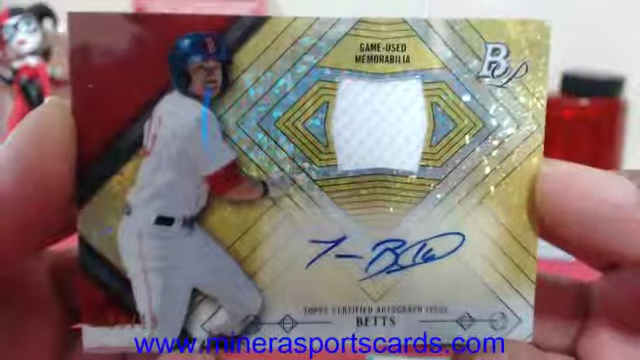 GAME-USED
MEMORABILIA
B
TOPPS CERTIFIED AUTOGRAPH ISSUE
BETTS
www.minerasportscards.com